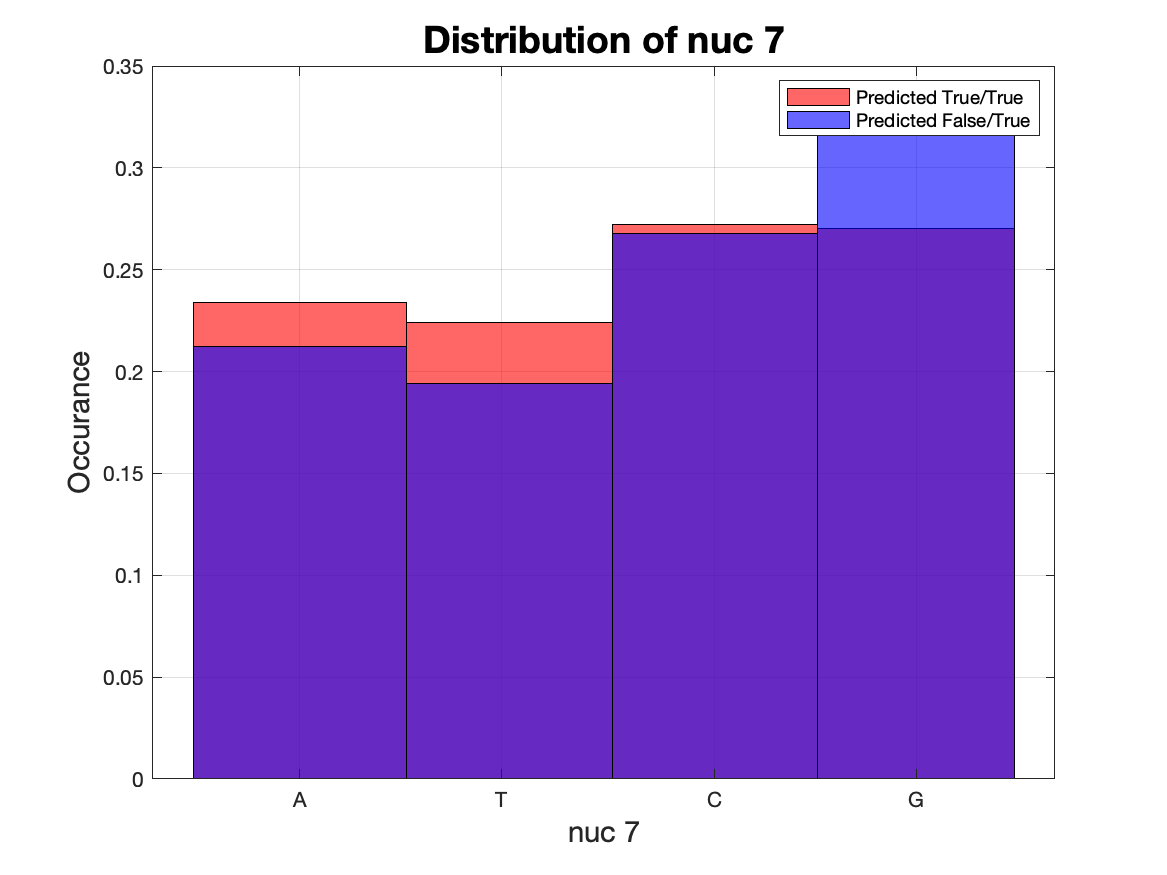 Distribution of nuc 7
Predicted True/True
Predicted False/True
Occurance
0.35
0.3
0.25
0.2
0.15
0.1
0.05
0
A T C G
nuc 7